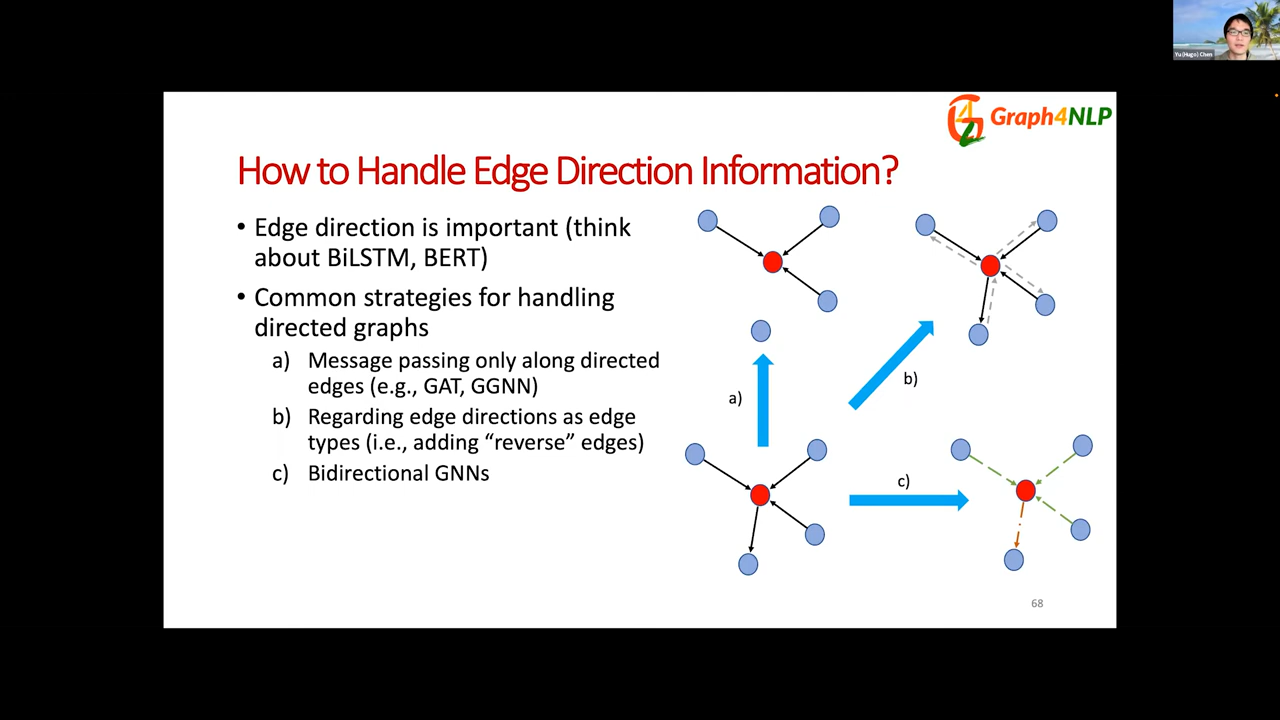 Yu (Hugo) Chen
Graph4NLP
How to Handle Edge Direction Information?
• Edge direction is important (think
about BiLSTM, BERT)
• Common strategies for handling
directed graphs
a) Message passing only along directed
edges (e.g., GAT, GGNN)
b) Regarding edge directions as edge
types (i.e., adding “reverse” edges)
c) Bidirectional GNNs
a)
b)
c)
68